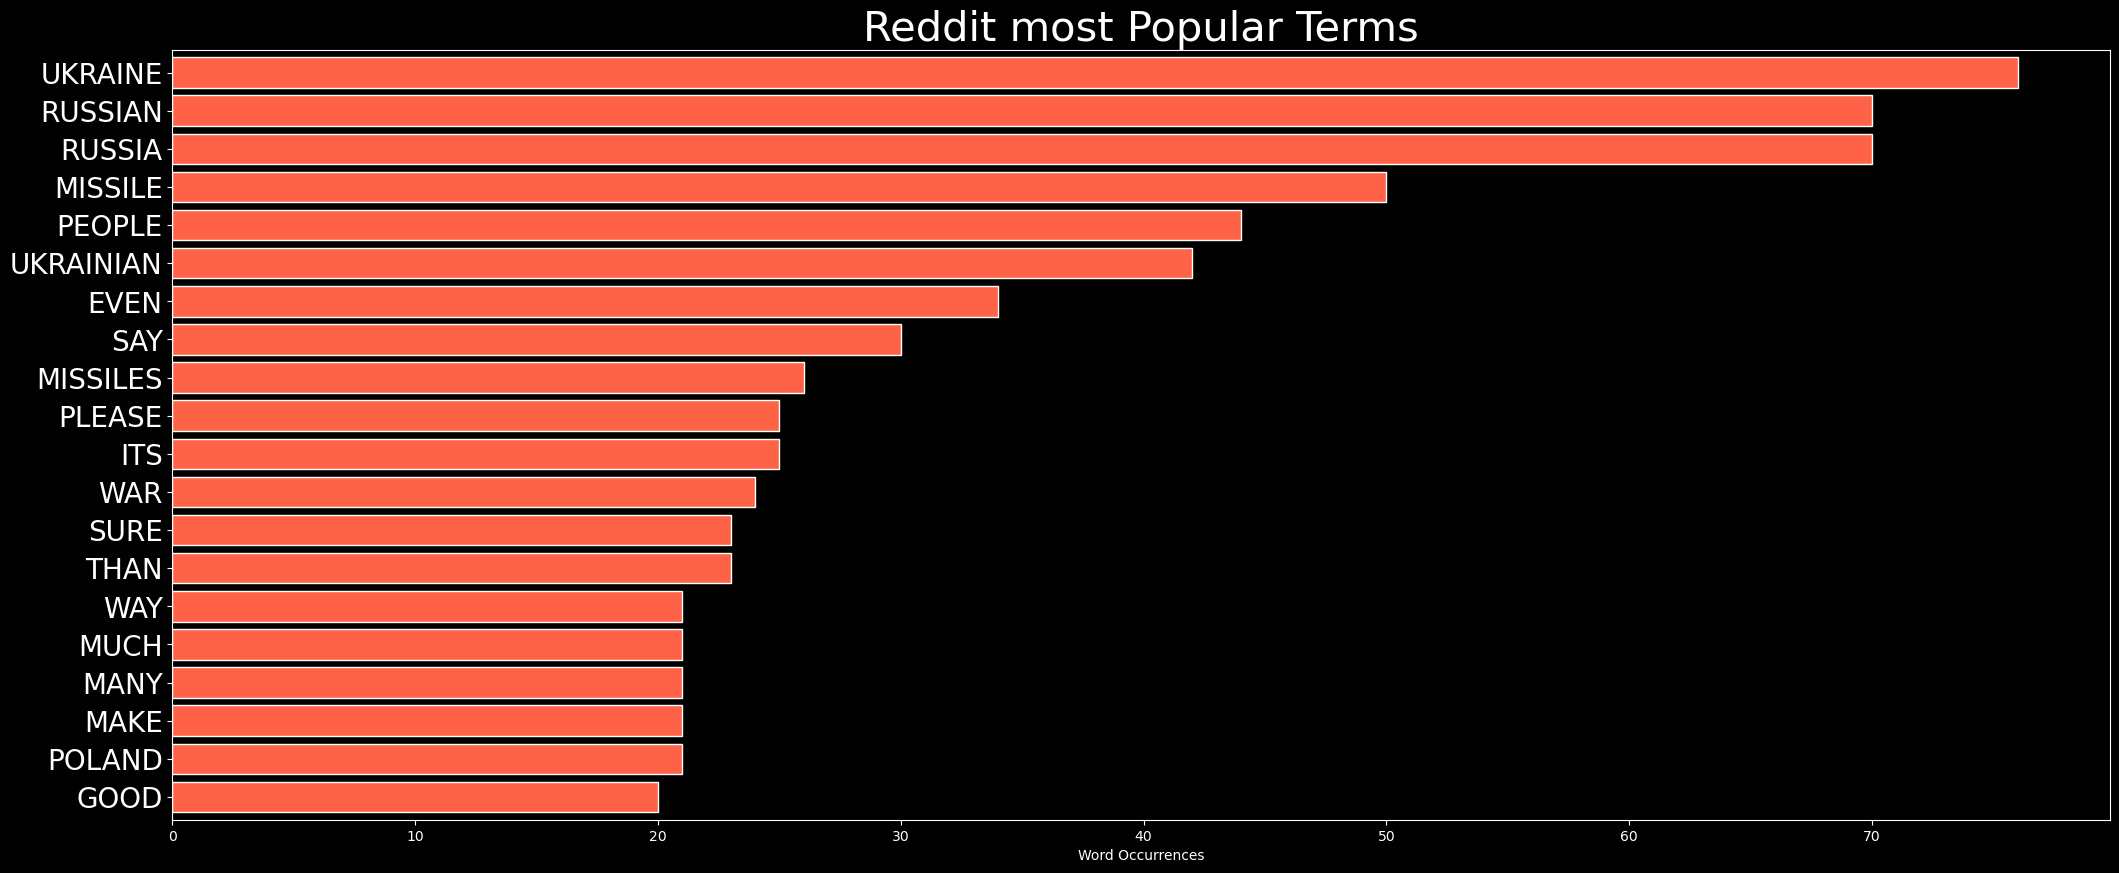 Reddit most Popular Terms
UKRAINE
RUSSIAN
RUSSIA
MISSILE
PEOPLE
UKRAINIAN
EVEN
SAY
MISSILES
PLEASE
ITS
WAR
SURE
THAN
WAY
MUCH
MANY
MAKE
POLAND
GOOD
0 10 20 30 40 50 60 70
Word Occurrences